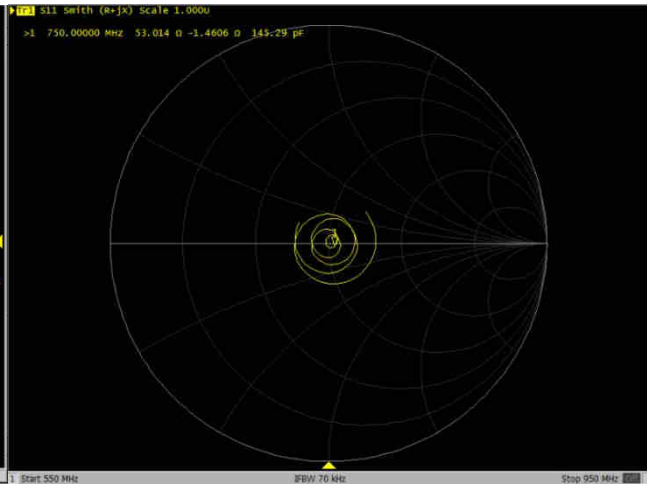 Tr1 S11 Smith (R+jX) Scale 1.000U
>1 750.00000 MHz 53.014 Ω -1.4606 Ω 145.29 pF
1
1 Start 550 MHz IFBW 70 kHz Stop 950 MHz